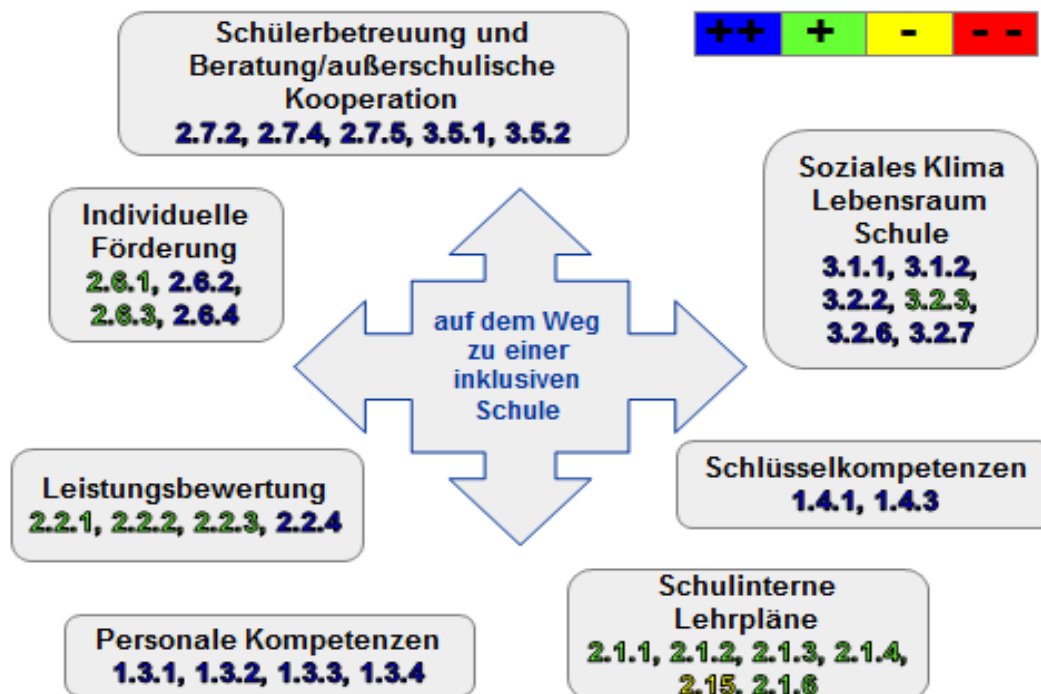 Schülerbetreuung und
Beratung/außerschulische
Kooperation
2.7.2, 2.7.4, 2.7.5, 3.5.1, 3.5.2
++ + - - -
Soziales Klima
Lebensraum
Schule
3.1.1, 3.1.2,
3.2.2, 3.2.3,
3.2.6, 3.2.7
Individuelle
Förderung
2.6.1, 2.6.2,
2.6.3, 2.6.4
auf dem Weg
zu einer
inklusiven
Schule
Leistungsbewertung
2.2.1, 2.2.2, 2.2.3, 2.2.4
Schlüsselkompetenzen
1.4.1, 1.4.3
Personale Kompetenzen
1.3.1, 1.3.2, 1.3.3, 1.3.4
Schulinterne
Lehrpläne
2.1.1, 2.1.2, 2.1.3, 2.1.4,
2.15, 2.1.6